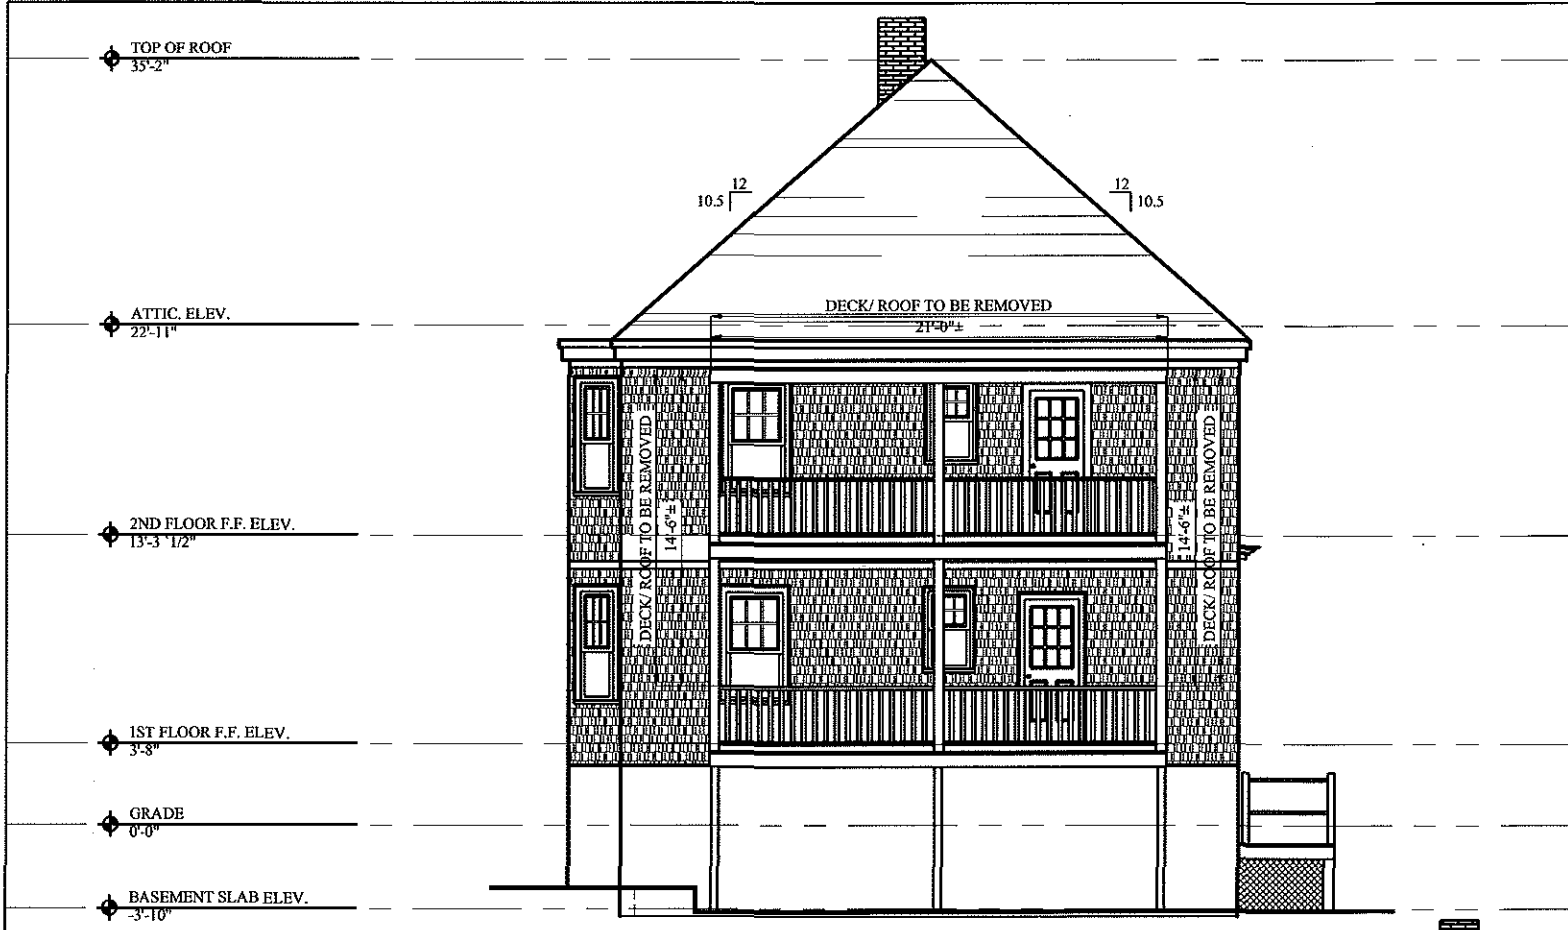 TOP OF ROOF
35'-2"
12
10.5
12
10.5
ATTIC. ELEV.
22'-11"
DECK/ ROOF TO BE REMOVED
21'-0"±
DECK/ ROOF TO BE REMOVED
14'-6"±
14'-6"±
DECK/ ROOF TO BE REMOVED
2ND FLOOR F.F. ELEV.
13'-3 1/2"
1ST FLOOR F.F. ELEV.
3'-8"
GRADE
0'-0"
BASEMENT SLAB ELEV.
-3'-10"